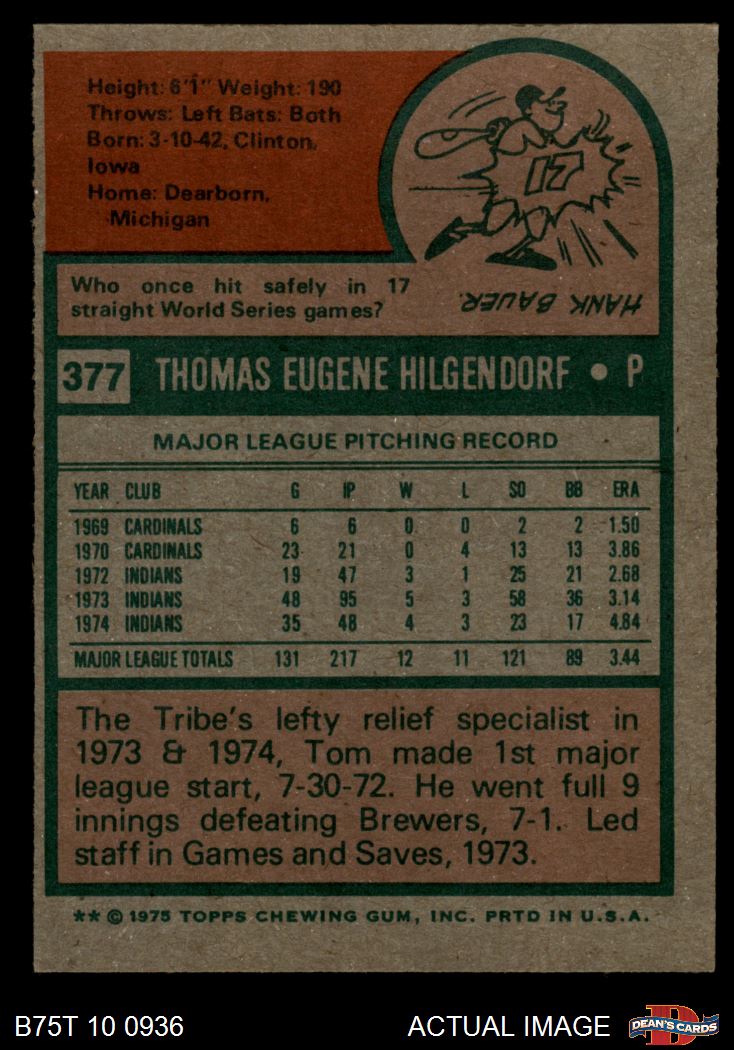 Height: 6'1" Weight: 190
Throws: Left Bats: Both
Born: 3-10-42, Clinton,
Iowa
Home: Dearborn,
Michigan
17
Who once hit safely in 17
straight World Series games?
HANK BAUER.
377 THOMAS EUGENE HILGENDORF • P
MAJOR LEAGUE PITCHING RECORD
YEAR CLUB G IP W L SO BB ERA
1969 CARDINALS 6 6 0 0 2 2 1.50
1970 CARDINALS 23 21 0 4 13 13 3.86
1972 INDIANS 19 47 3 1 25 21 2.68
1973 INDIANS 48 95 5 3 58 36 3.14
1974 INDIANS 35 48 4 3 23 17 4.84
MAJOR LEAGUE TOTALS 131 217 12 11 121 89 3.44
The Tribe's lefty relief specialist in
1973 & 1974, Tom made 1st major
league start, 7-30-72. He went full 9
innings defeating Brewers, 7-1. Led
staff in Games and Saves, 1973.
** © 1975 TOPPS CHEWING GUM, INC. PRTD IN U.S.A.
B75T 10 0936 ACTUAL IMAGE DEAN'S CARDS